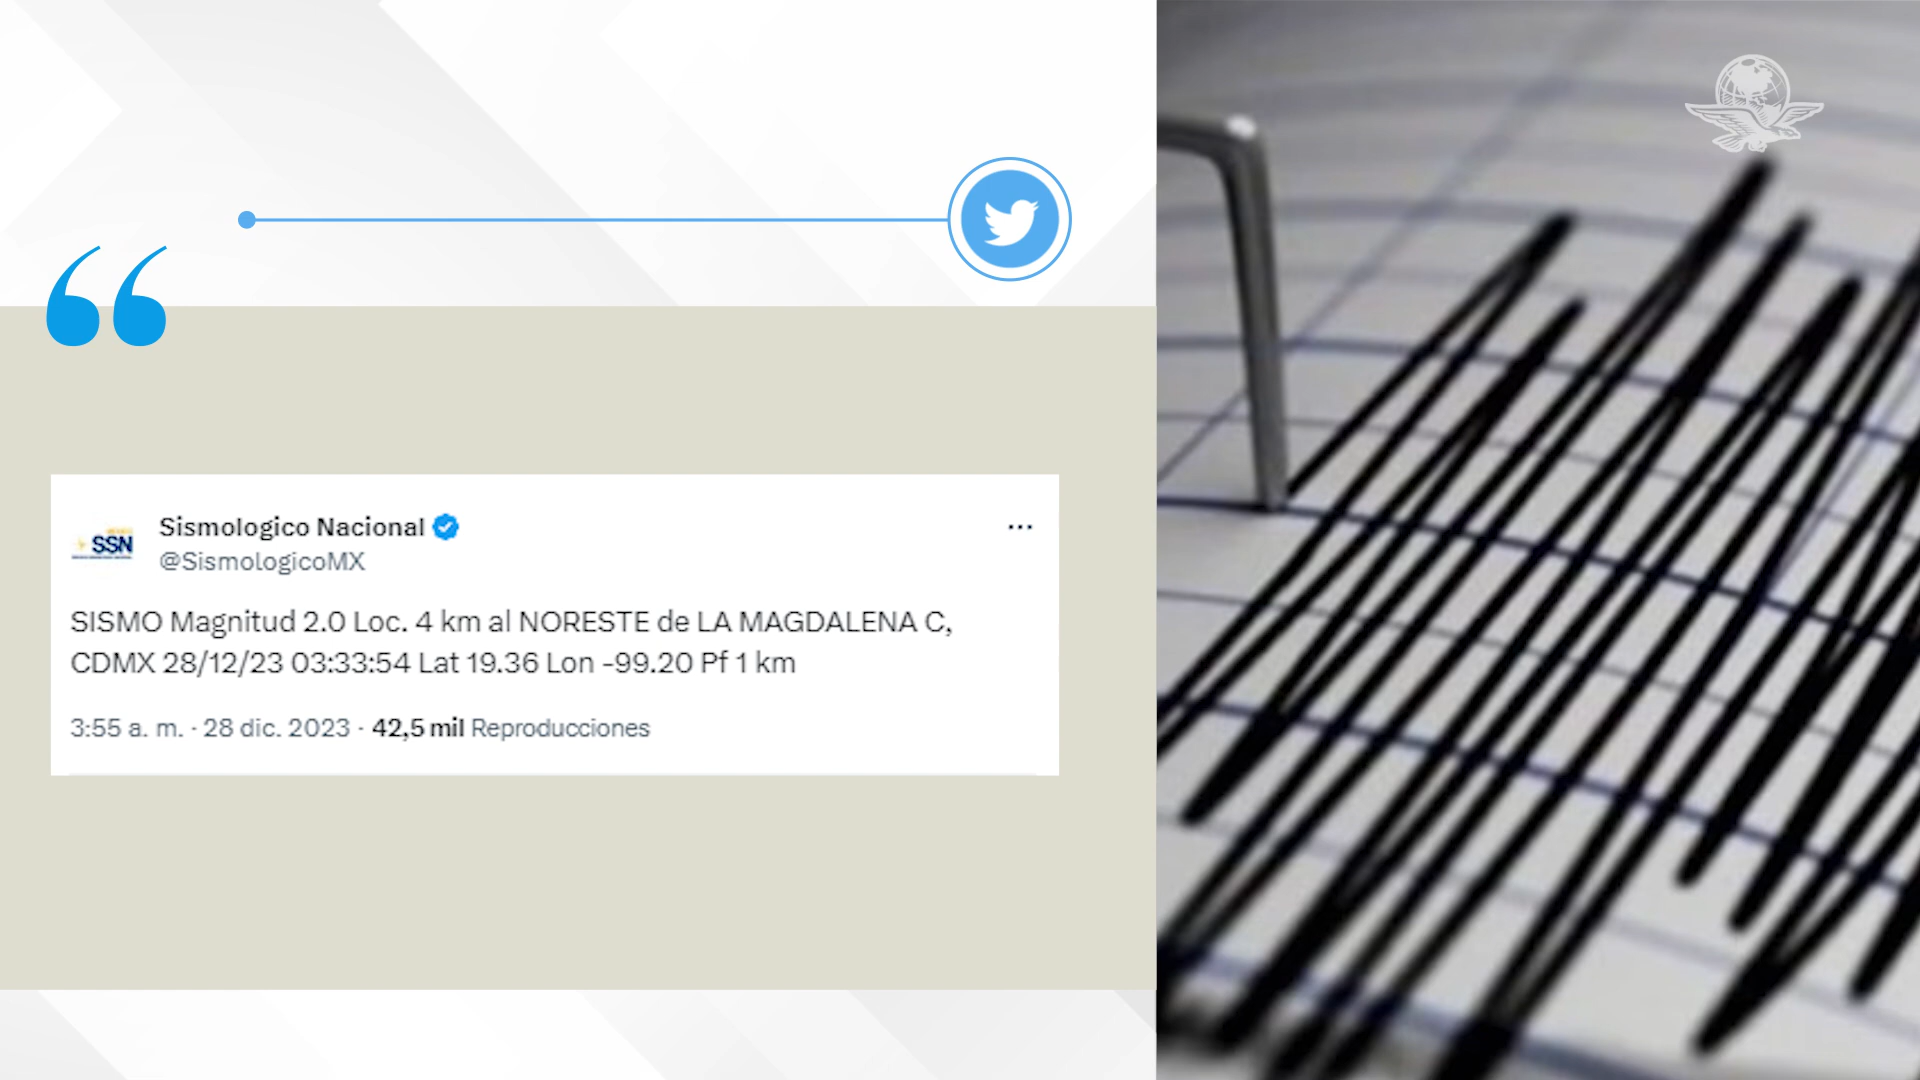 SSN
Sismologico Nacional
@SismologicoMX
SISMO Magnitud 2.0 Loc. 4 km al NORESTE de LA MAGDALENA C,
CDMX 28/12/23 03:33:54 Lat 19.36 Lon -99.20 Pf 1 km
3:55 a. m. · 28 dic. 2023 · 42,5 mil Reproducciones